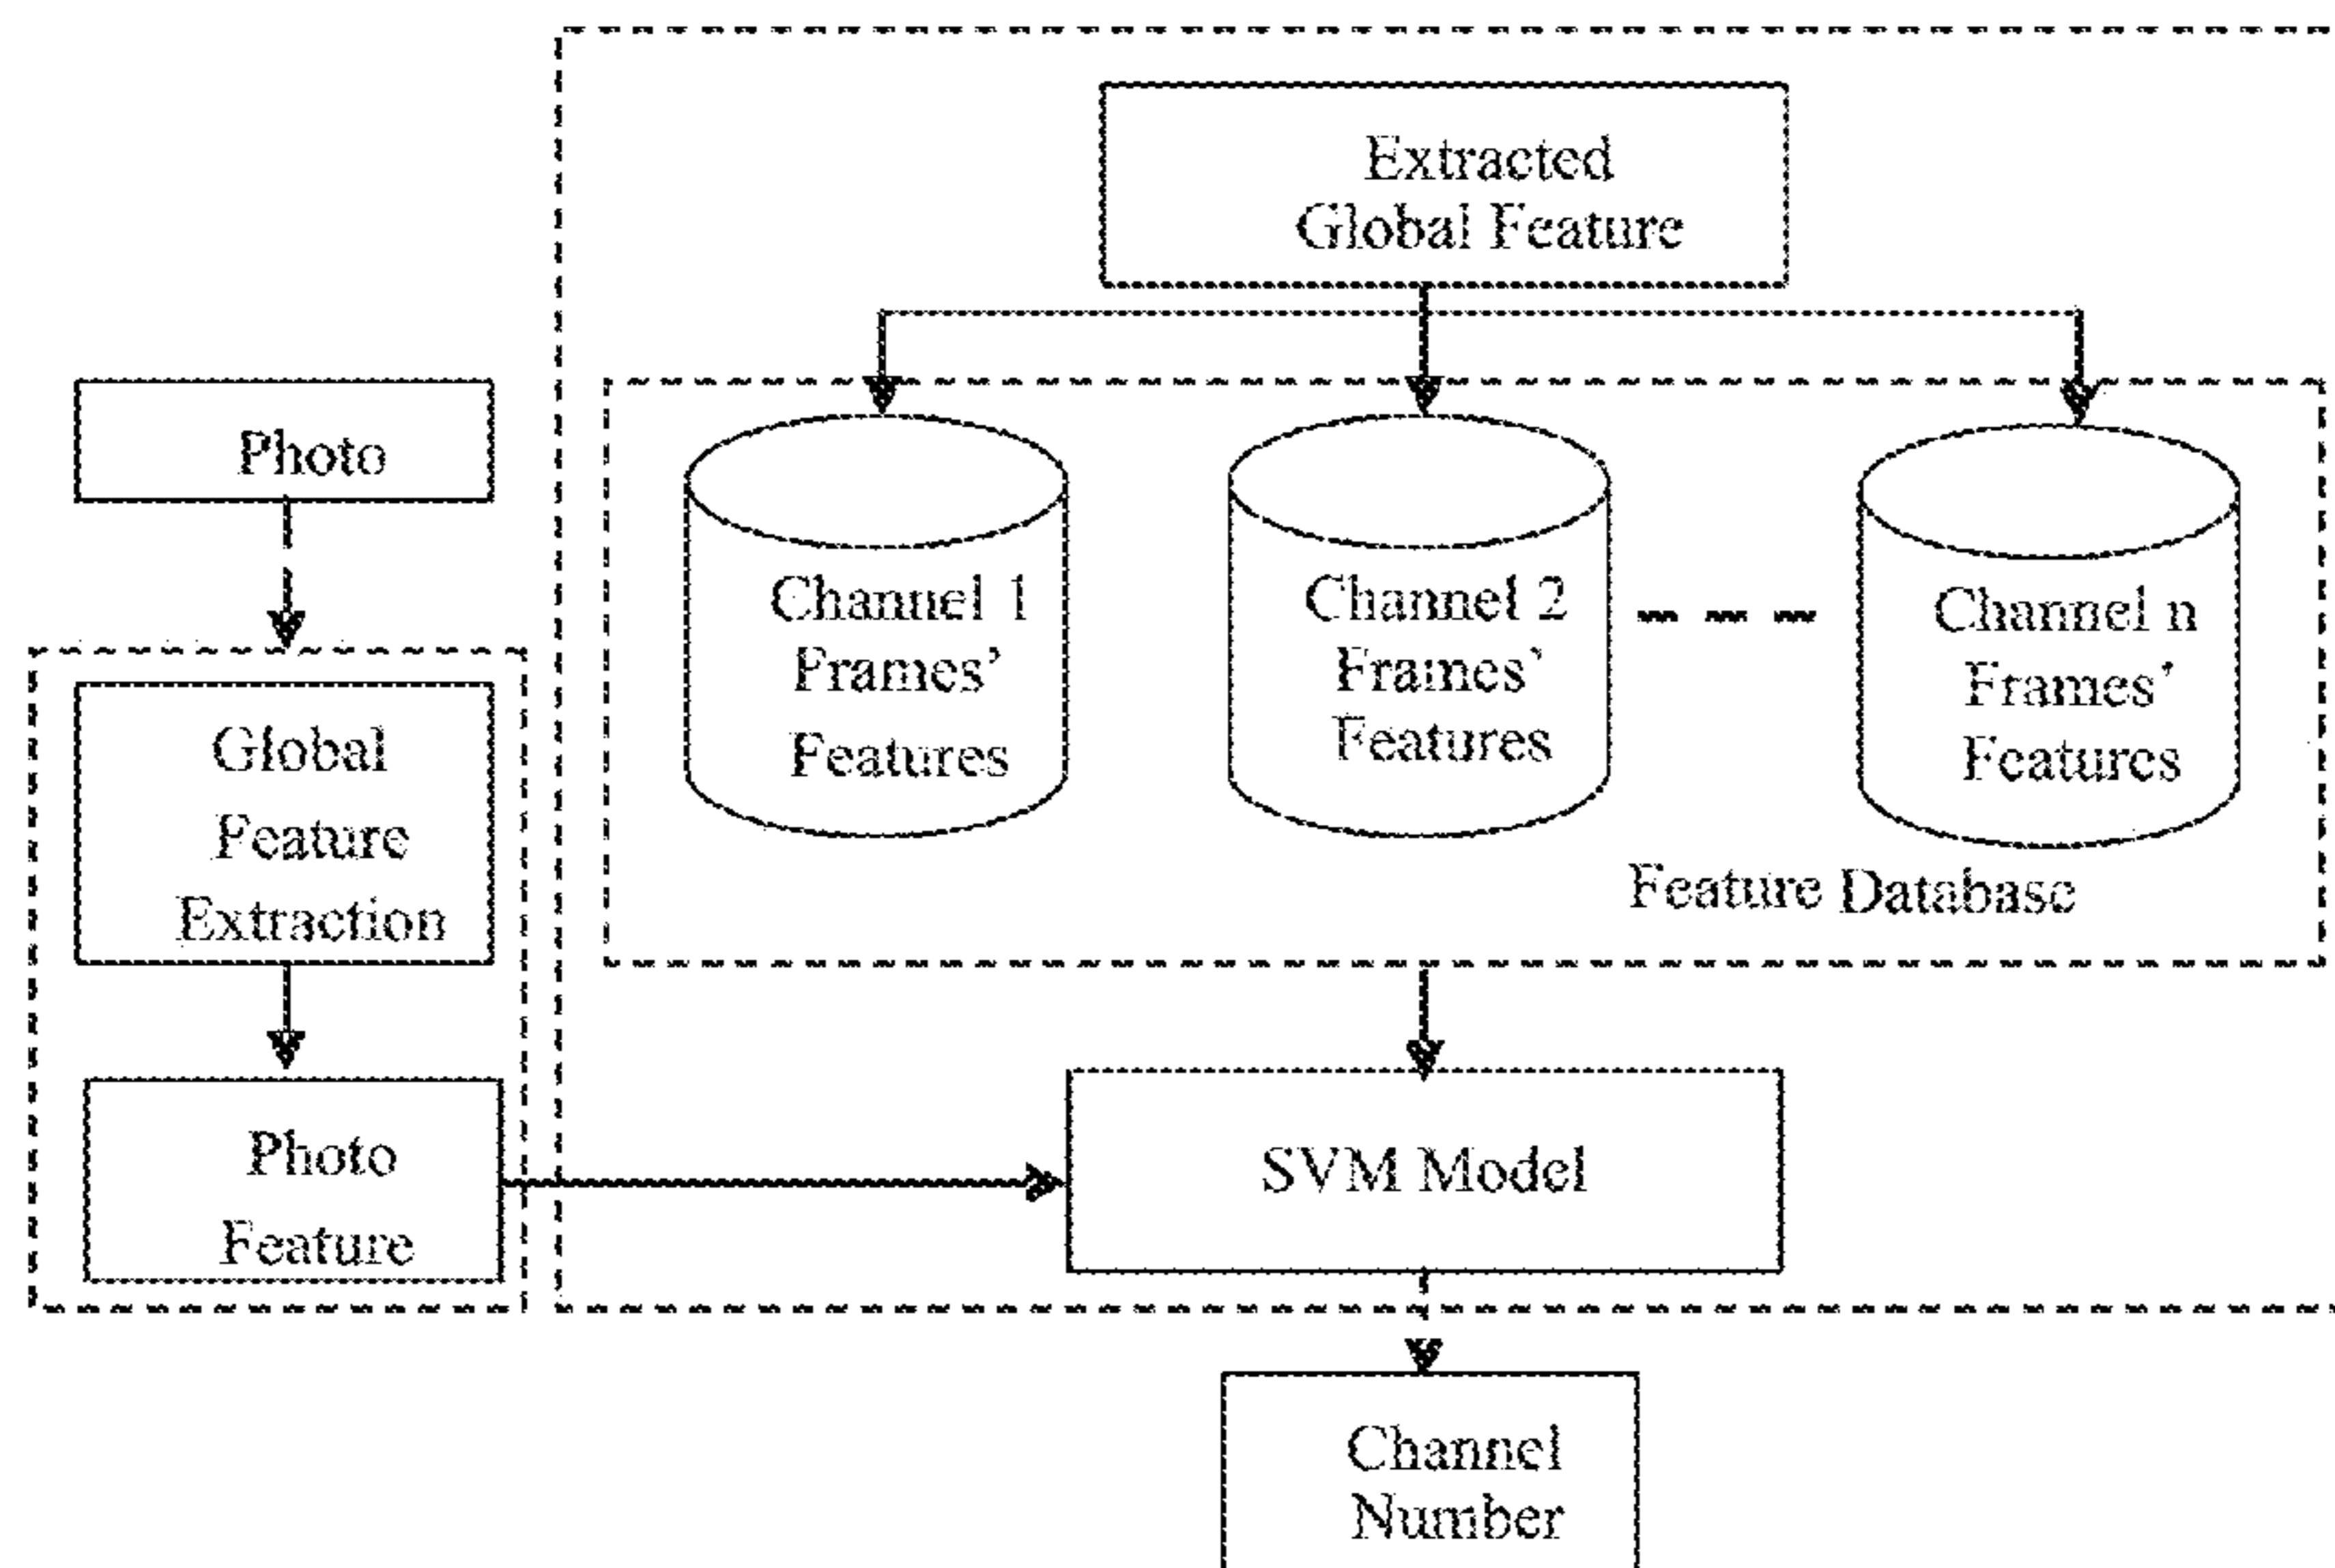 Extracted
Global Feature
Photo
Channel 1
Frames'
Features
Channel 2
Frames'
Features
Channel n
Frames'
Features
Feature Database
Global
Feature
Extraction
Photo
Feature
SVM Model
Channel
Number